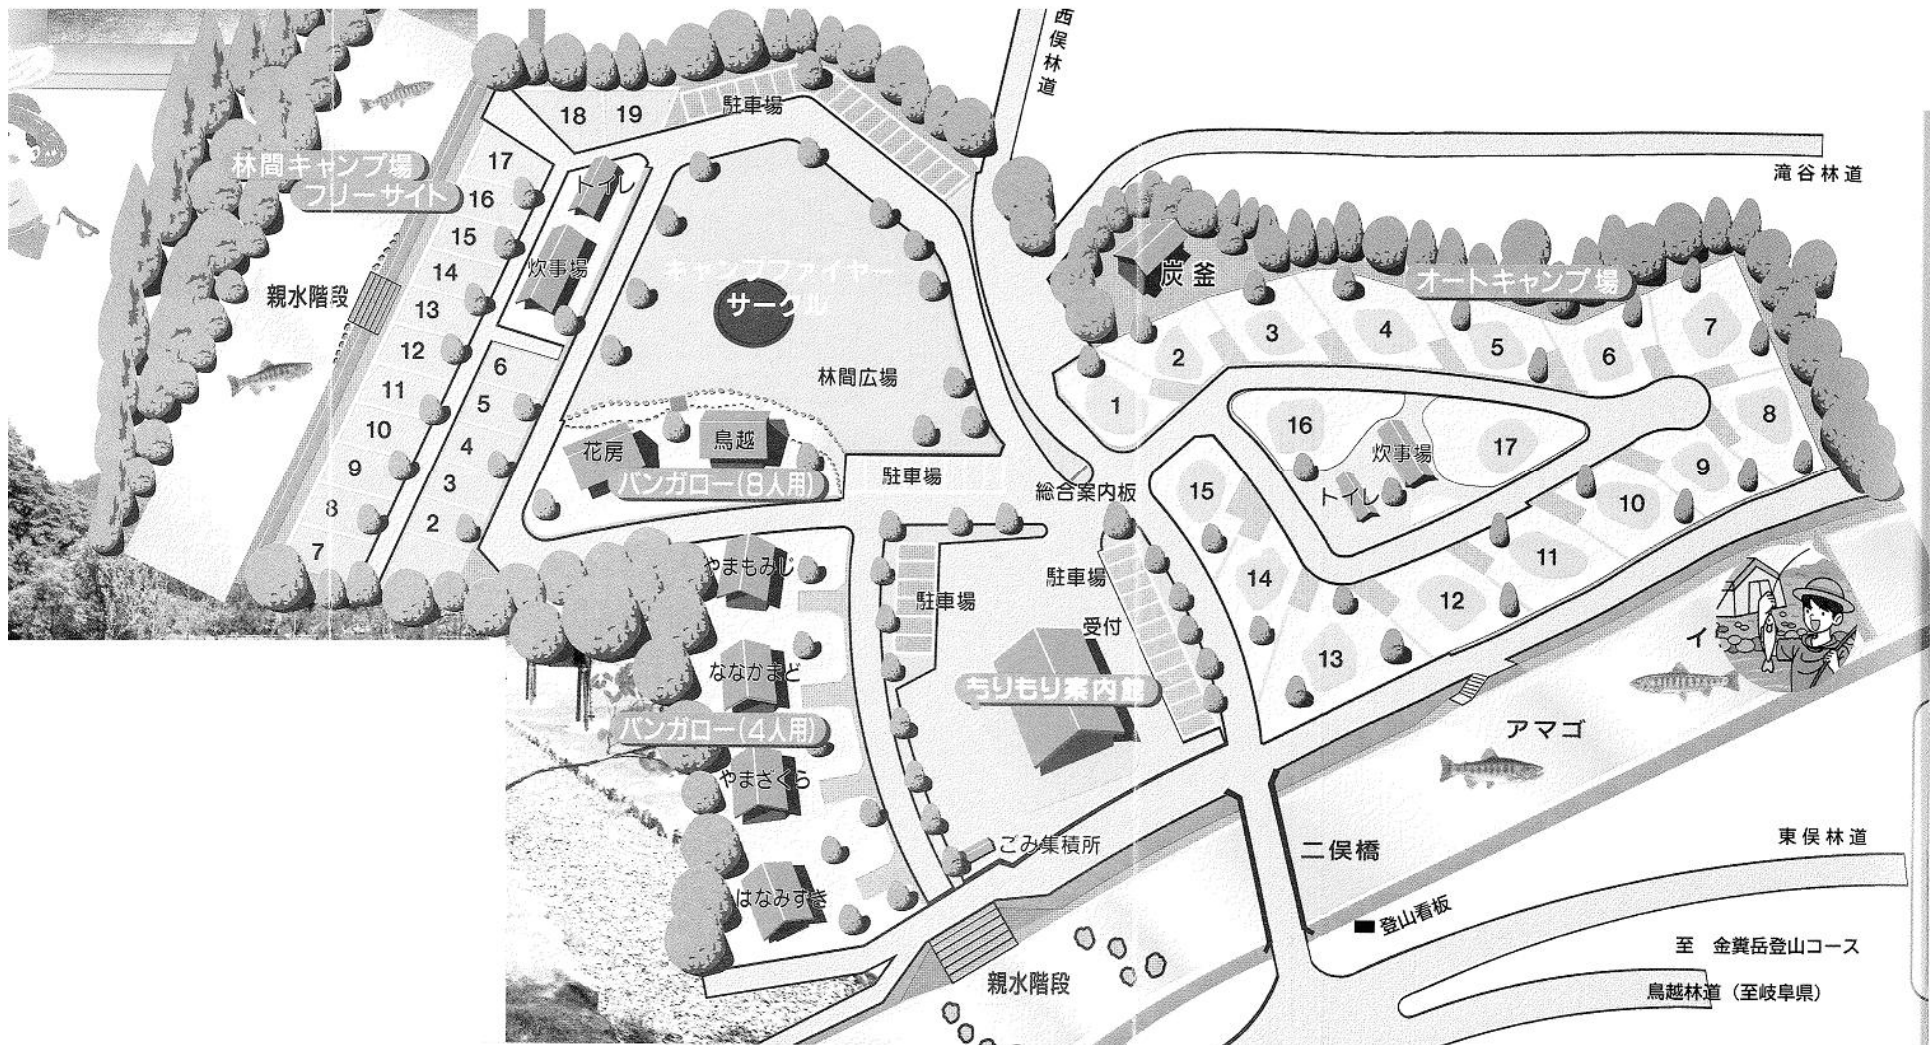 西俣林道
滝谷林道
18
19
駐車場
林間キャンプ場
フリーサイト
17
16
15
14
13
12
11
10
9
8
7
トイレ
炊事場
親水階段
6
5
4
3
2
キャンプファイヤー
サークル
林間広場
花房
鳥越
バンガロー(8人用)
駐車場
総合案内板
炭釜
オートキャンプ場
1
2
3
4
5
6
7
8
9
10
11
12
13
14
15
16
17
炊事場
トイレ
やまもみじ
ななかまど
バンガロー(4人用)
やまざくら
はなみずき
駐車場
駐車場
受付
もりもり案内館
ごみ集積所
親水階段
イ
アマゴ
二俣橋
登山看板
東俣林道
至 金糞岳登山コース
鳥越林道(至岐阜県)